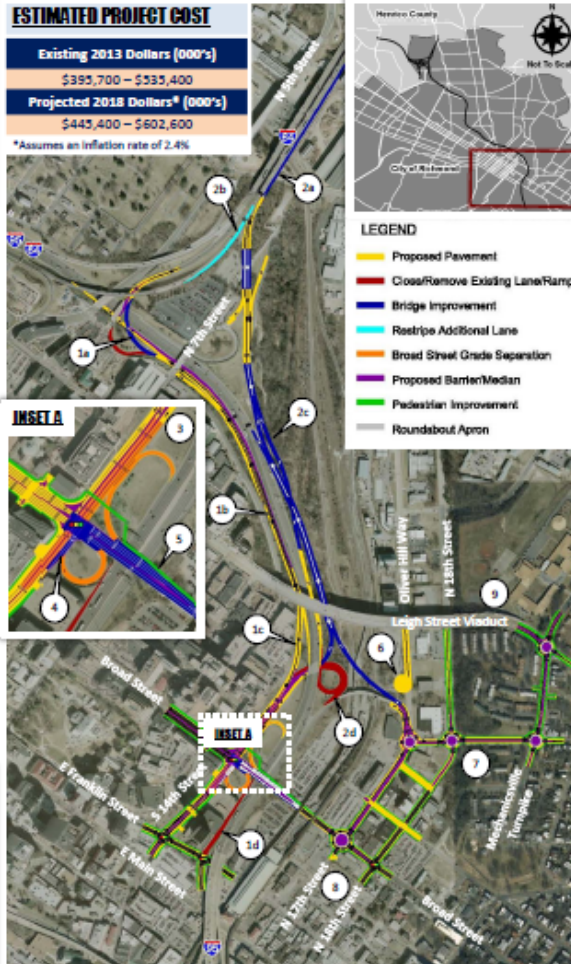 ESTIMATED PROJECT COST
Existing 2013 Dollars (000's)
$395,700 – $535,400
Projected 2018 Dollars* (000's)
$445,400 – $602,600
*Assumes an inflation rate of 2.4%
Henrico County
N
Not To Scale
City of Richmond
LEGEND
Proposed Pavement
Close/Remove Existing Lane/Ramp
Bridge Improvement
Restripe Additional Lane
Broad Street Grade Separation
Proposed Barrier/Median
Pedestrian Improvement
Roundabout Apron
N 5th Street
64
2b
2a
95
64
N 7th Street
1a
2c
INSET A
3
5
4
1b
Oliver Hill Way
N 18th Street
9
Leigh Street Viaduct
1c
6
Broad Street
INSET A
2d
7
Mechanicsville
Turnpike
E Franklin Street
S 14th Street
E Main Street
1d
N 17th Street
8
N 18th Street
Broad Street
95